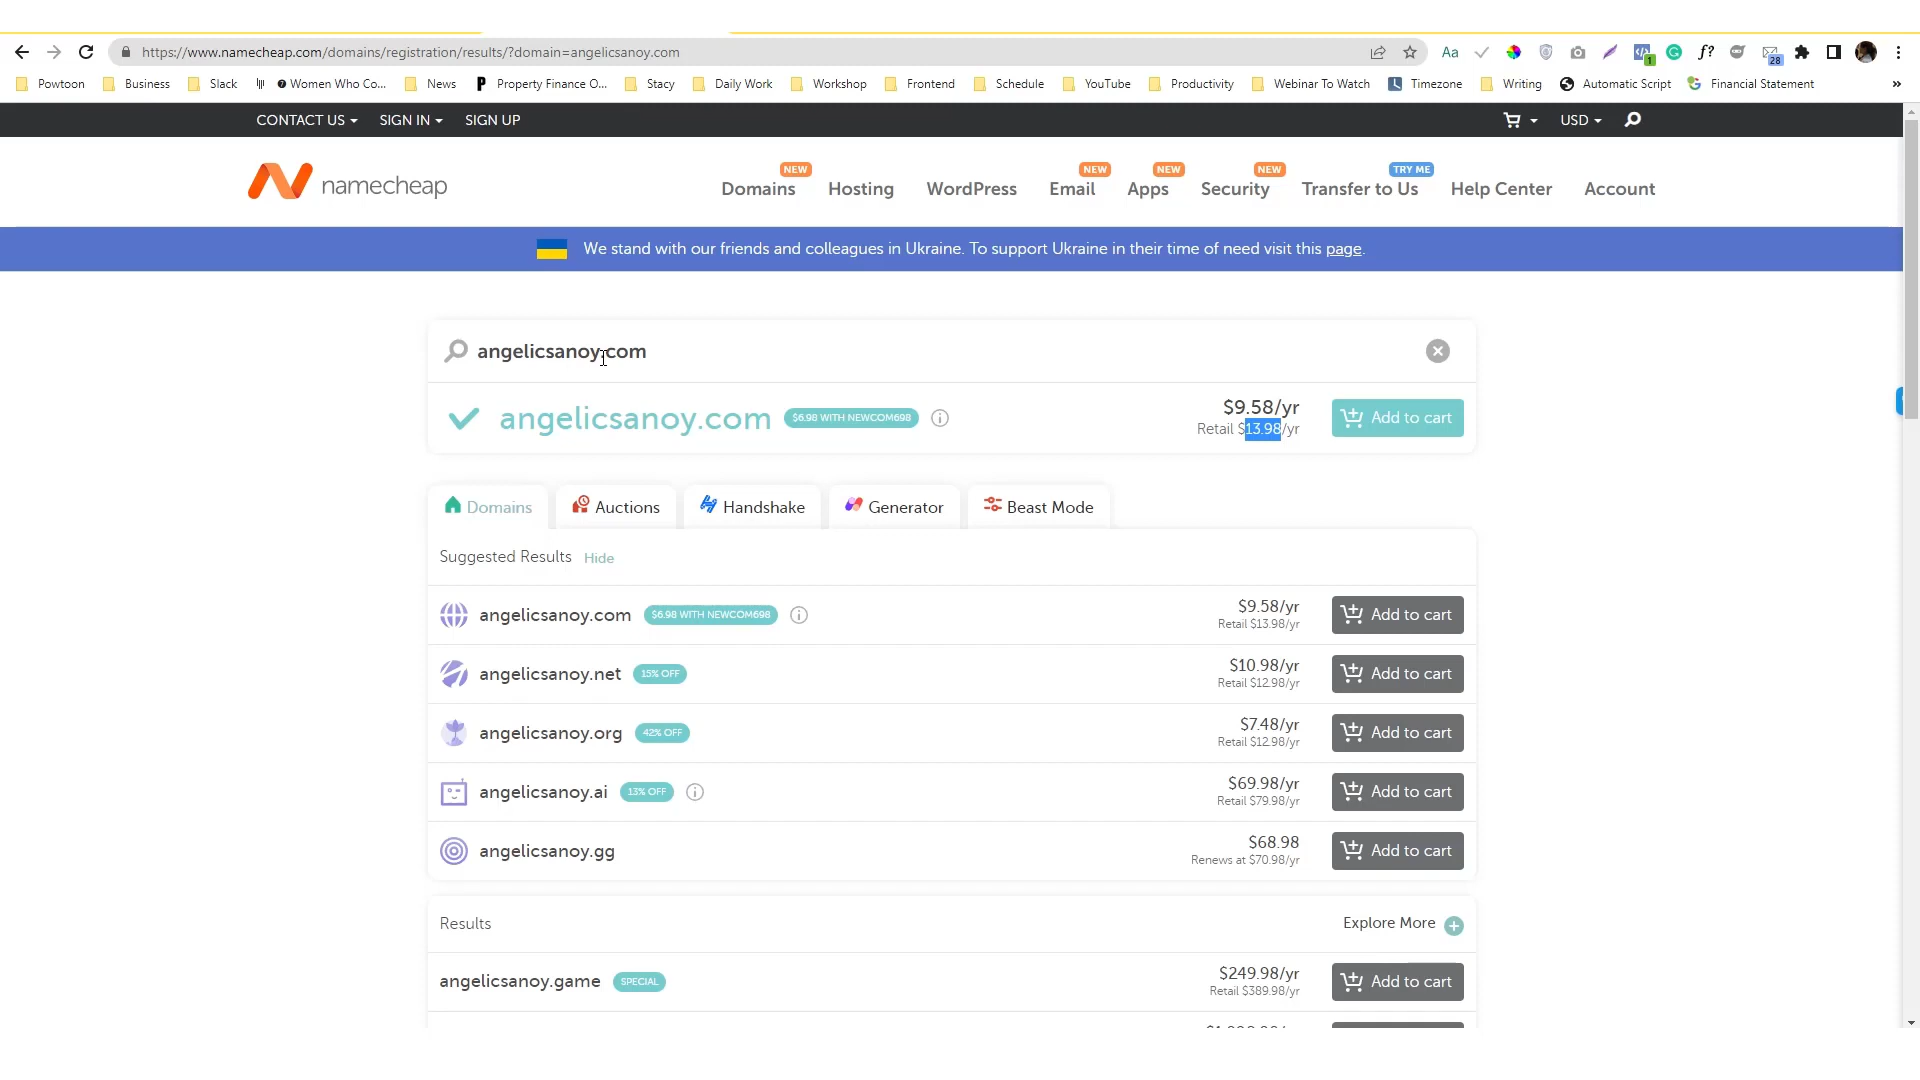 https://www.namecheap.com/domains/registration/results/?domain=angelicsanoy.com
Aa
1
f?
28
Powtoon Business Slack Women Who Co... News Property Finance O... Stacy Daily Work Workshop Frontend Schedule YouTube Productivity Webinar To Watch Timezone Writing Automatic Script Financial Statement »
CONTACT US SIGN IN SIGN UP USD
NEW NEW NEW NEW TRY ME
namecheap Domains Hosting WordPress Email Apps Security Transfer to Us Help Center Account
We stand with our friends and colleagues in Ukraine. To support Ukraine in their time of need visit this page.
angelicsanoy.com
angelicsanoy.com $6.98 WITH NEWCOM698 $9.58/yr Add to cart
Retail $13.98/yr
Domains Auctions Handshake Generator Beast Mode
Suggested Results Hide
angelicsanoy.com $6.98 WITH NEWCOM698 $9.58/yr Add to cart
Retail $13.98/yr
angelicsanoy.net 15% OFF $10.98/yr Add to cart
Retail $12.98/yr
angelicsanoy.org 42% OFF $7.48/yr Add to cart
Retail $12.98/yr
angelicsanoy.ai 13% OFF $69.98/yr Add to cart
Retail $79.98/yr
angelicsanoy.gg $68.98 Add to cart
Renews at $70.98/yr
Results Explore More
angelicsanoy.game SPECIAL $249.98/yr Add to cart
Retail $389.98/yr